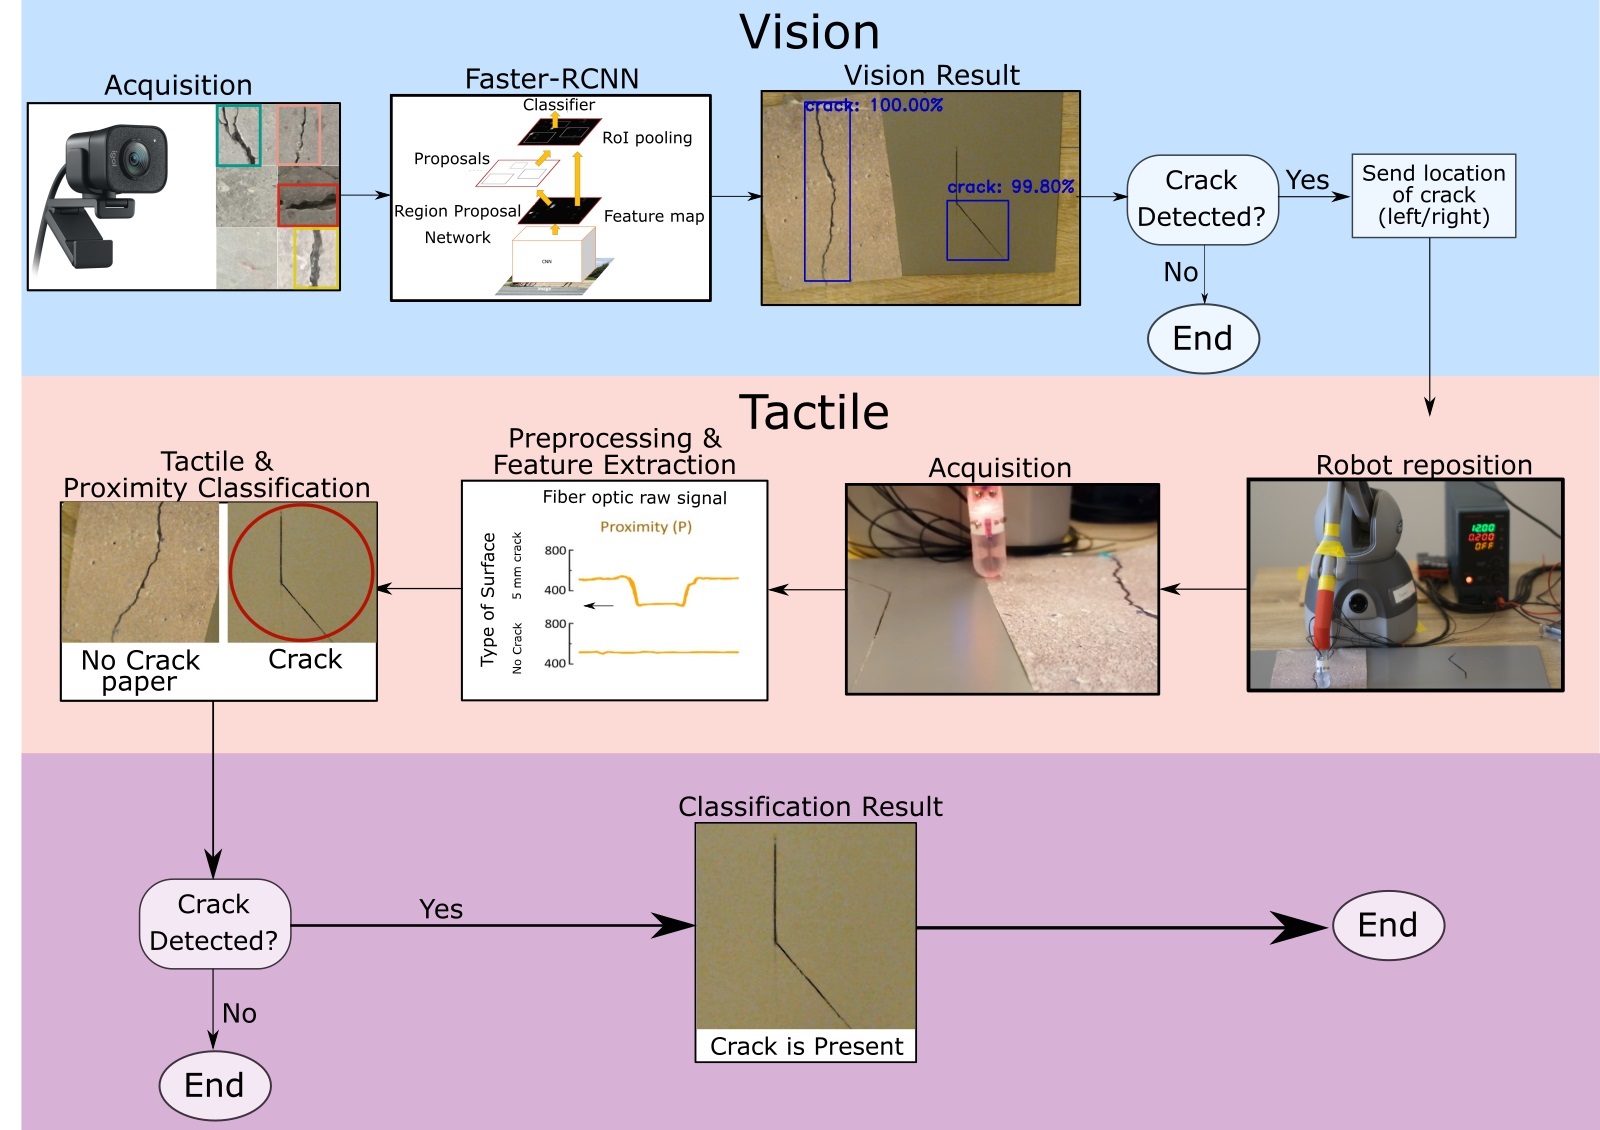 Vision
Acquisition
Faster-RCNN
Classifier
RoI pooling
Proposals
Region Proposal
Network
Feature map
CNN
image
Vision Result
crack: 100.00%
crack: 99.80%
Crack
Detected?
Yes
No
End
Send location
of crack
(left/right)
Tactile
Robot reposition
12.00
0.200
OFF
Acquisition
Preprocessing &
Feature Extraction
Fiber optic raw signal
Proximity (P)
Type of Surface
5 mm crack
800
400
No Crack
800
400
Tactile &
Proximity Classification
No Crack
paper
Crack
Crack
Detected?
Yes
No
End
Classification Result
Crack is Present
End